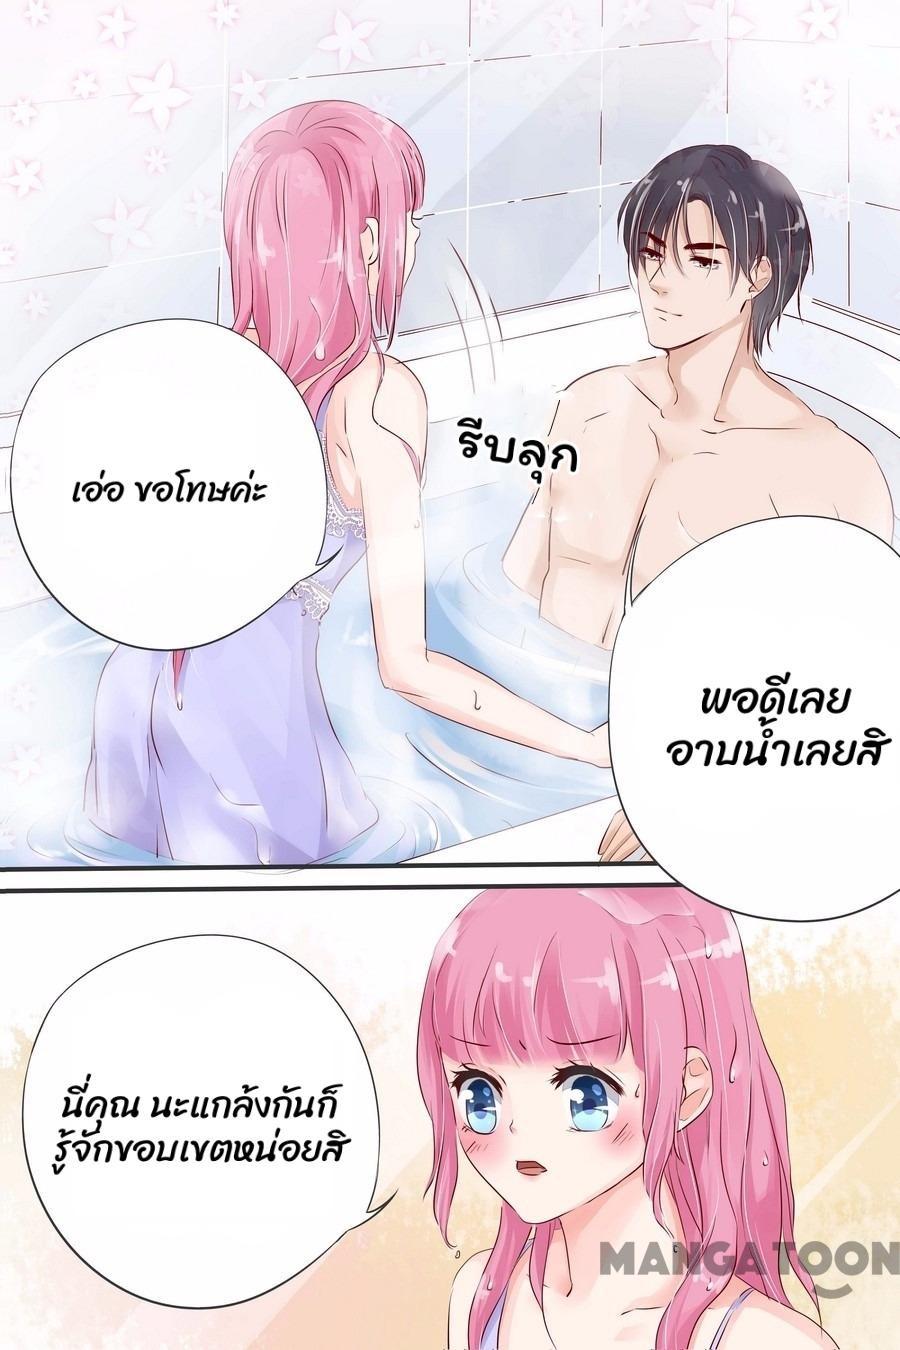 เอ่อ ขอโทษค่ะ
รีบลุก
พอดีเลย
อาบน้ำเลยสิ
นี่คุณ นะแกล้งกันก็
รู้จักขอบเขตหน่อยสิ
MANGATOON